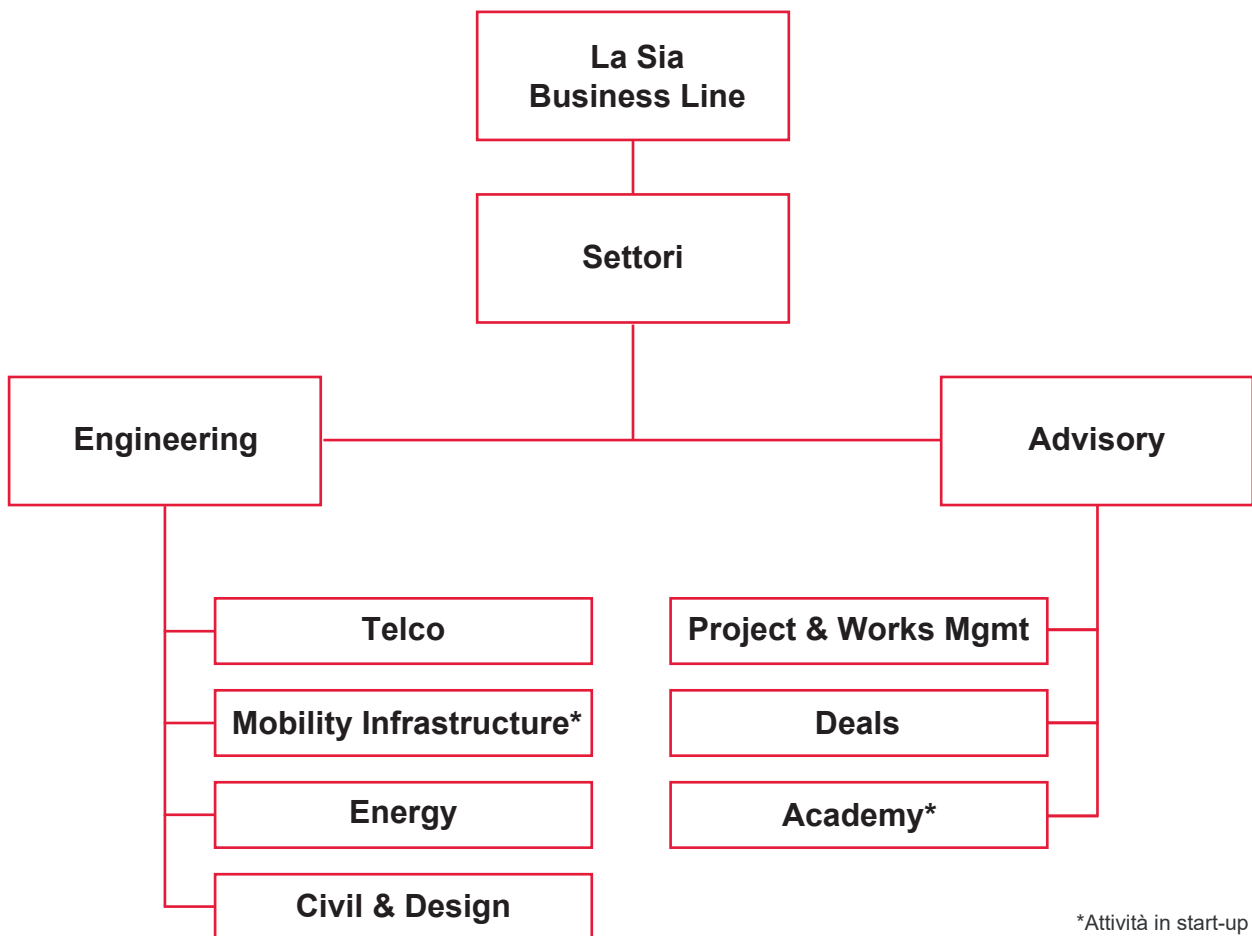 La Sia
Business Line
Settori
Engineering
Advisory
Telco
Mobility Infrastructure*
Energy
Civil & Design
Project & Works Mgmt
Deals
Academy*
*Attività in start-up